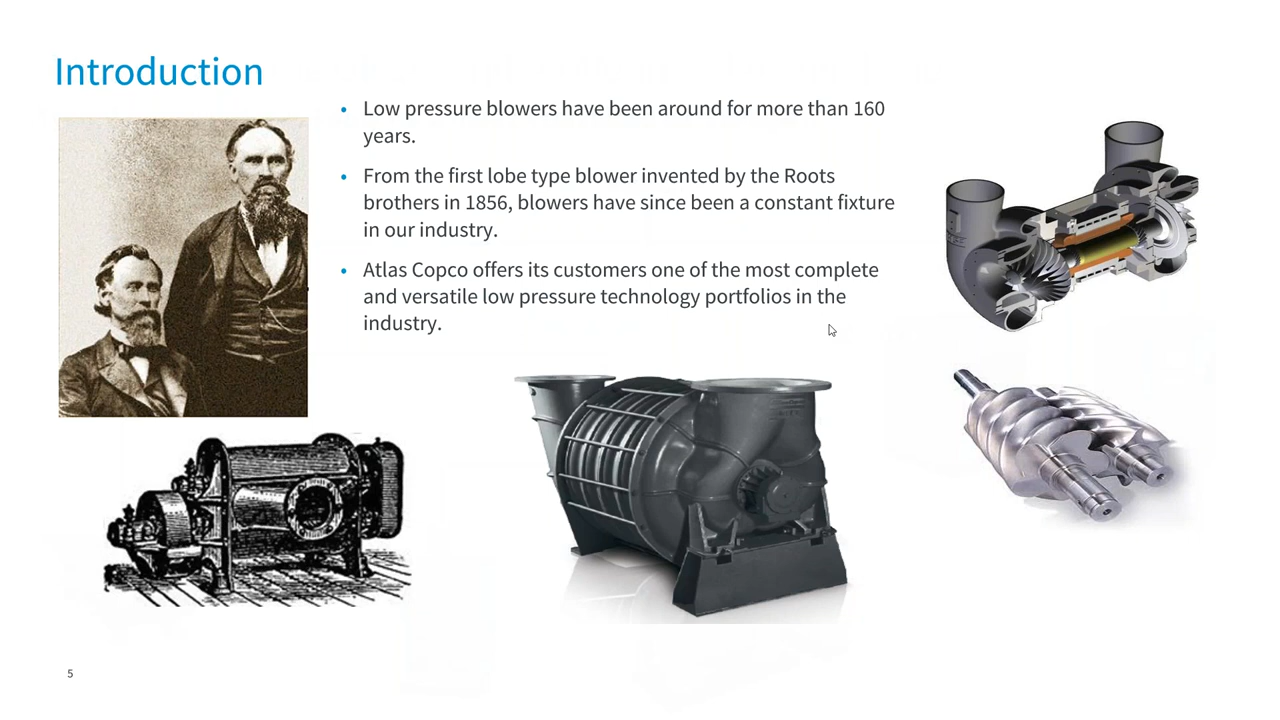 Introduction
• Low pressure blowers have been around for more than 160
years.
• From the first lobe type blower invented by the Roots
brothers in 1856, blowers have since been a constant fixture
in our industry.
• Atlas Copco offers its customers one of the most complete
and versatile low pressure technology portfolios in the
industry.
5